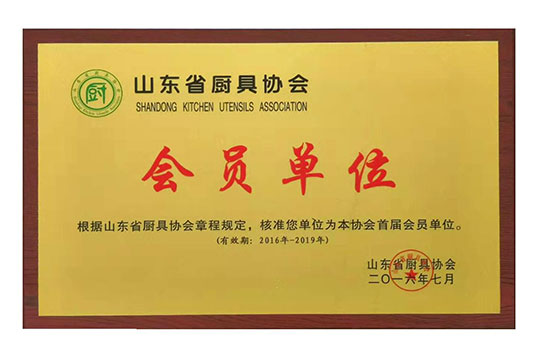 厨
山东省厨具协会
SHANDONG KITCHEN UTENSILS ASSOCIATION
会员单位
根据山东省厨具协会章程规定，核准您单位为本协会首届会员单位。
(有效期：2016年-2019年)
山东省厨具协会
二〇一六年七月